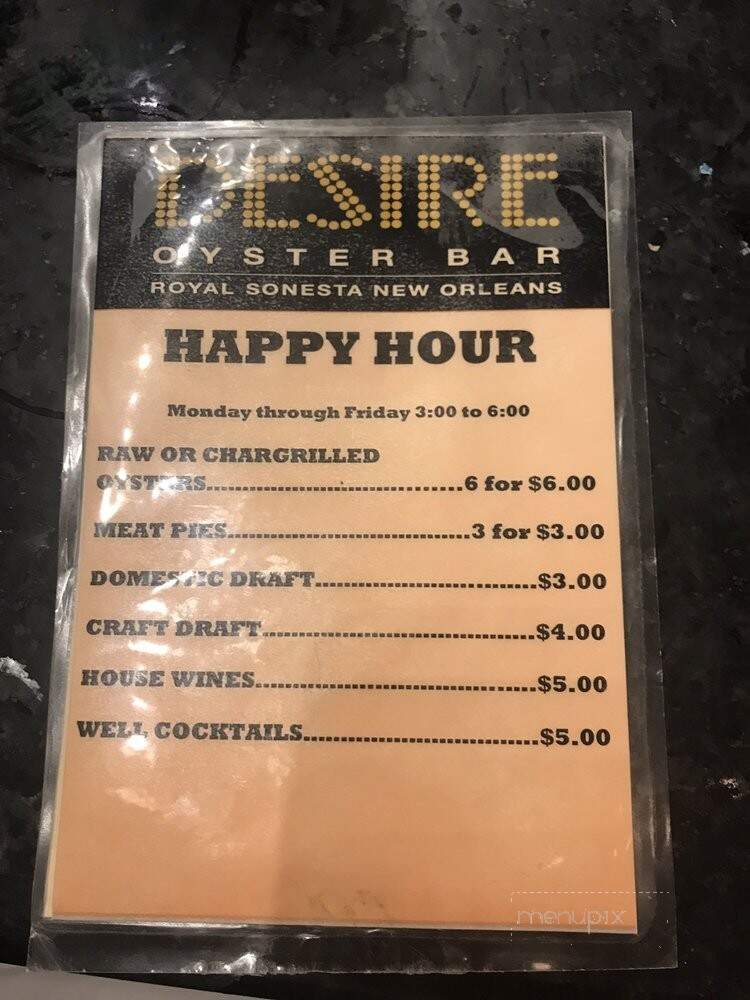 DESIRE
OYSTER BAR
ROYAL SONESTA NEW ORLEANS
HAPPY HOUR
Monday through Friday 3:00 to 6:00
RAW OR CHARGRILLED
OYSTERS....................................6 for $6.00
MEAT PIES..................................3 for $3.00
DOMESTIC DRAFT...............................$3.00
CRAFT DRAFT......................................$4.00
HOUSE WINES.......................................$5.00
WELL COCKTAILS.................................$5.00
menupix